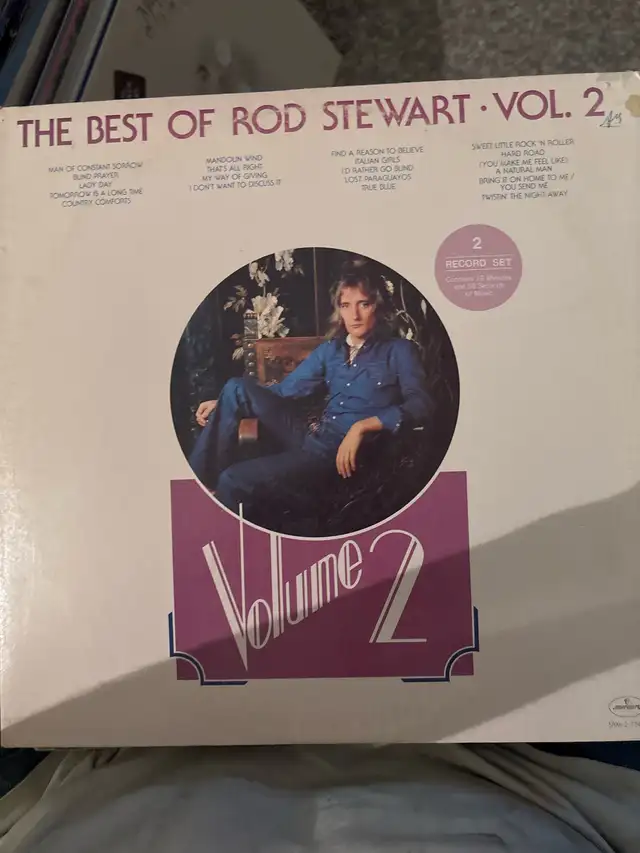 THE BEST OF ROD STEWART · VOL. 2
MAN OF CONSTANT SORROW
BLIND PRAYER
LADY DAY
TOMORROW IS A LONG TIME
COUNTRY COMFORTS
MANDOLIN WIND
THAT'S ALL RIGHT
MY WAY OF GIVING
I DON'T WANT TO DISCUSS IT
FIND A REASON TO BELIEVE
ITALIAN GIRLS
I'D RATHER GO BLIND
LOST PARAGUAYOS
TRUE BLUE
SWEET LITTLE ROCK 'N ROLLER
HARD ROAD
(YOU MAKE ME FEEL LIKE)
A NATURAL MAN
BRING IT ON HOME TO ME /
YOU SEND ME
TWISTIN' THE NIGHT AWAY
2
RECORD SET
of Music
Volume 2